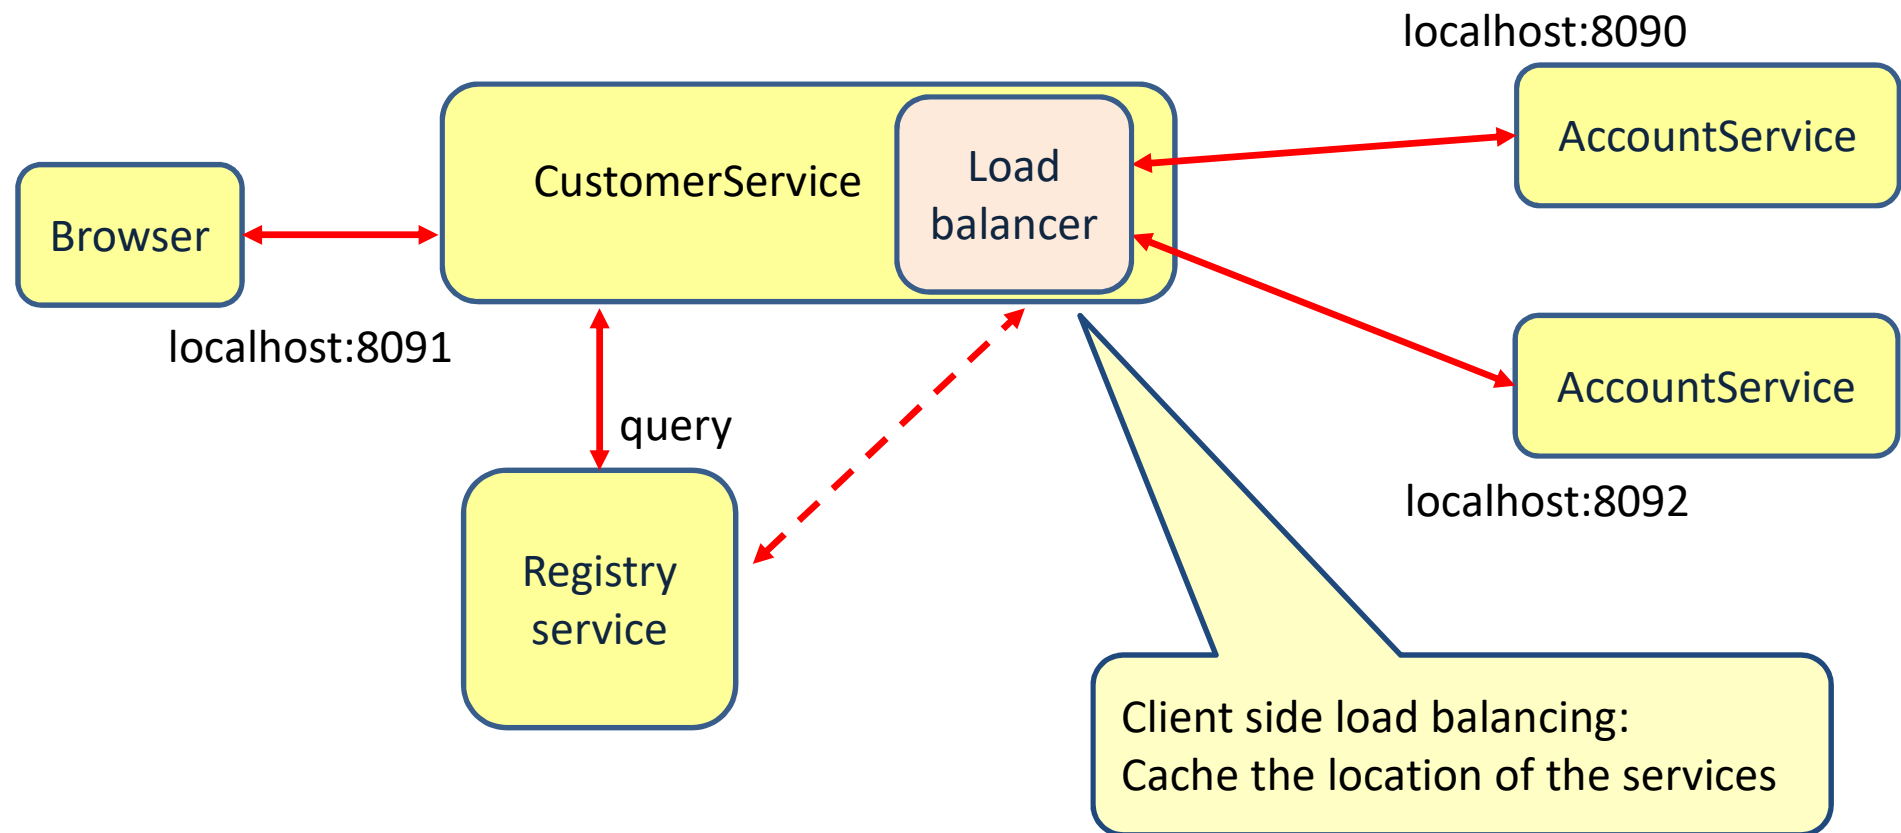 localhost:8090
AccountService
CustomerService
Load
balancer
Browser
localhost:8091
query
AccountService
localhost:8092
Registry
service
Client side load balancing:
Cache the location of the services